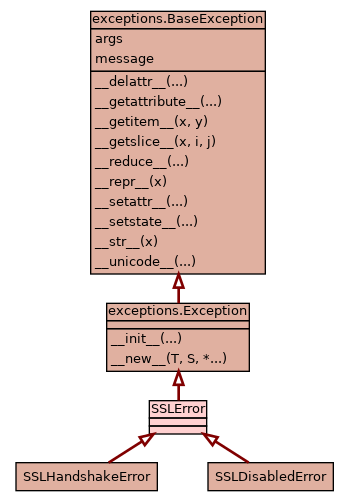 exceptions.BaseException
args
message
__delattr__(...)
__getattribute__(...)
__getitem__(x, y)
__getslice__(x, i, j)
__reduce__(...)
__repr__(x)
__setattr__(...)
__setstate__(...)
__str__(x)
__unicode__(...)
exceptions.Exception
__init__(...)
__new__(T, S, *...)
SSLError
SSLHandshakeError
SSLDisabledError